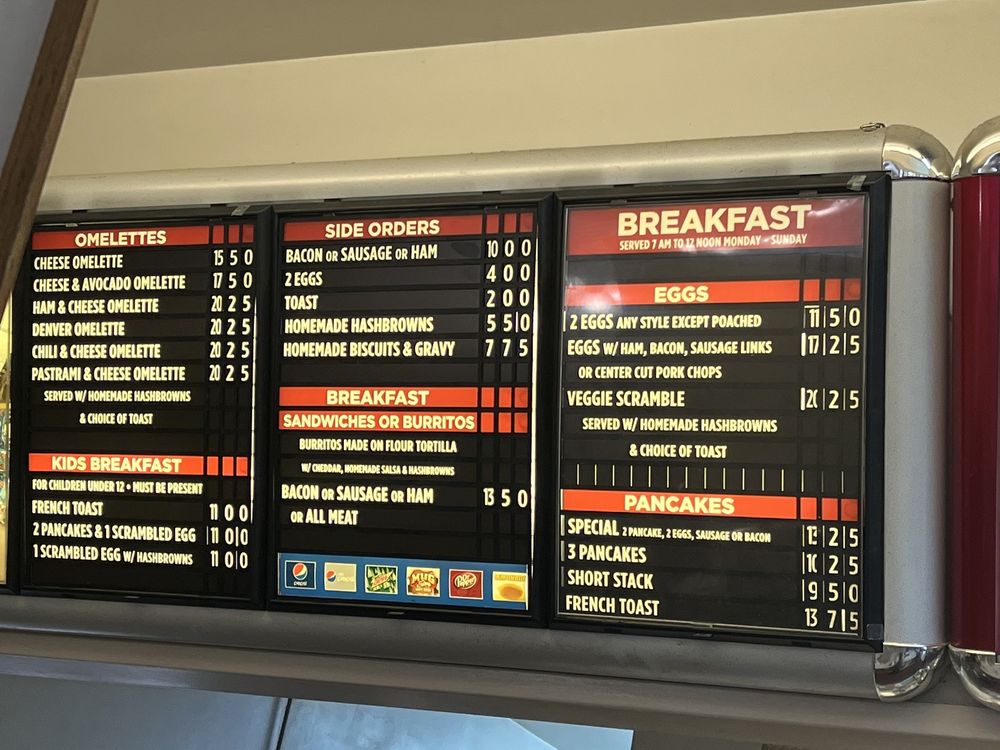 OMELETTES
CHEESE OMELETTE 15 5 0
CHEESE & AVOCADO OMELETTE 17 5 0
HAM & CHEESE OMELETTE 20 2 5
DENVER OMELETTE 20 2 5
CHILI & CHEESE OMELETTE 20 2 5
PASTRAMI & CHEESE OMELETTE 20 2 5
SERVED W/ HOMEMADE HASHBROWNS
& CHOICE OF TOAST
KIDS BREAKFAST
FOR CHILDREN UNDER 12 • MUST BE PRESENT
FRENCH TOAST 11 0 0
2 PANCAKES & 1 SCRAMBLED EGG 11 0 0
1 SCRAMBLED EGG W/ HASHBROWNS 11 0 0
SIDE ORDERS
BACON OR SAUSAGE OR HAM 10 0 0
2 EGGS 4 0 0
TOAST 2 0 0
HOMEMADE HASHBROWNS 5 5 0
HOMEMADE BISCUITS & GRAVY 7 7 5
BREAKFAST
SANDWICHES OR BURRITOS
BURRITOS MADE ON FLOUR TORTILLA
W/ CHEDDAR, HOMEMADE SALSA & HASHBROWNS
BACON OR SAUSAGE OR HAM 13 5 0
OR ALL MEAT
pepsi
MUG
Dr Pepper
LEMONADE
BREAKFAST
SERVED 7 AM TO 12 NOON MONDAY - SUNDAY
EGGS
2 EGGS ANY STYLE EXCEPT POACHED 11 5 0
EGGS W/ HAM, BACON, SAUSAGE LINKS 17 2 5
OR CENTER CUT PORK CHOPS
VEGGIE SCRAMBLE 20 2 5
SERVED W/ HOMEMADE HASHBROWNS
& CHOICE OF TOAST
PANCAKES
SPECIAL 2 PANCAKE, 2 EGGS, SAUSAGE OR BACON 13 2 5
3 PANCAKES 10 2 5
SHORT STACK 9 5 0
FRENCH TOAST 13 7 5